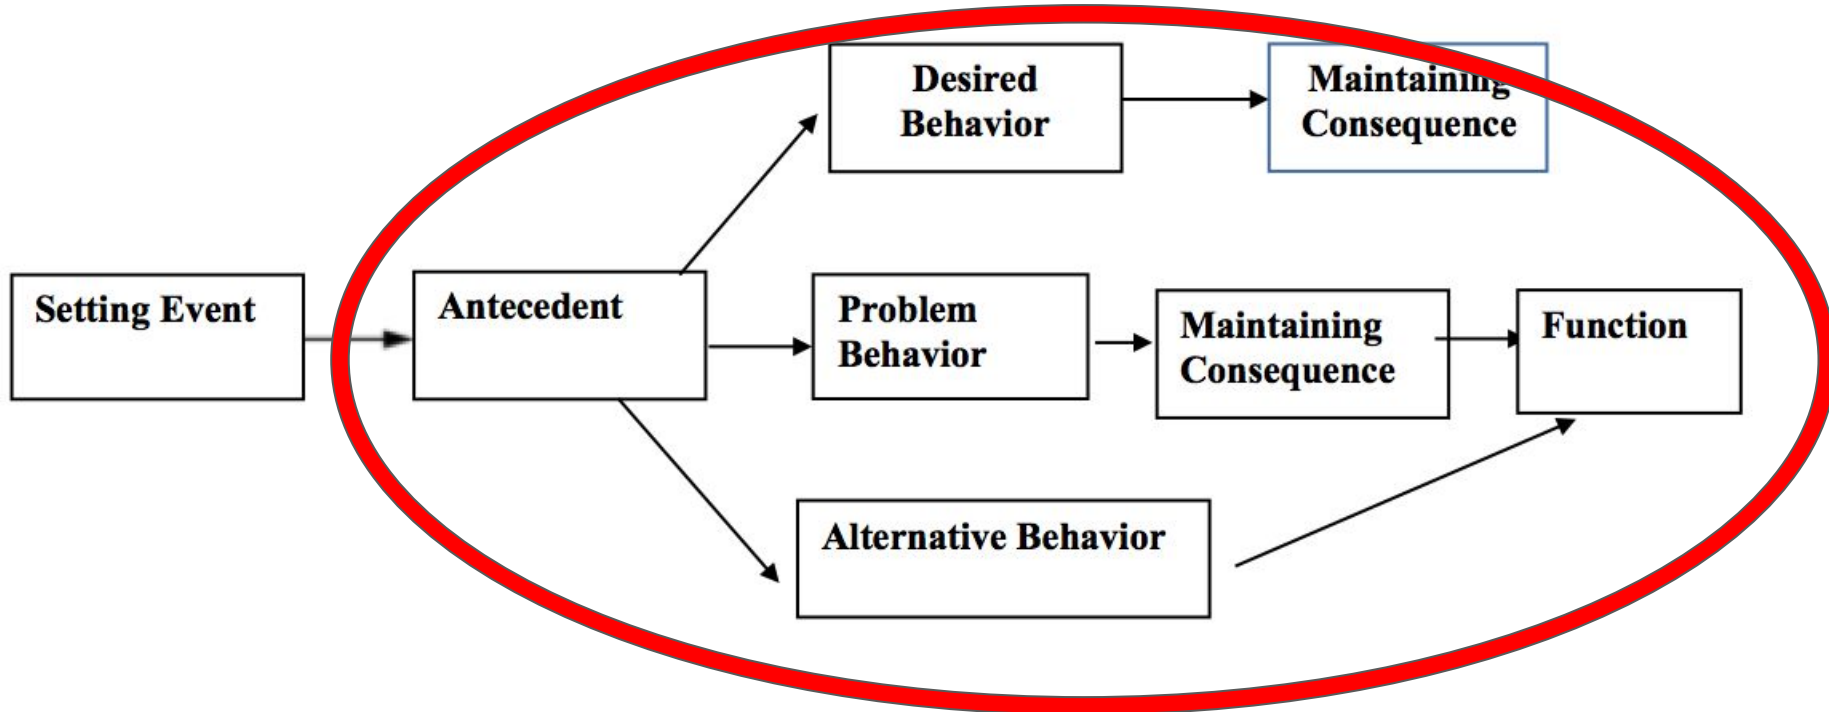 Desired
Behavior
Maintaining
Consequence
Setting Event
Antecedent
Problem
Behavior
Maintaining
Consequence
Function
Alternative Behavior